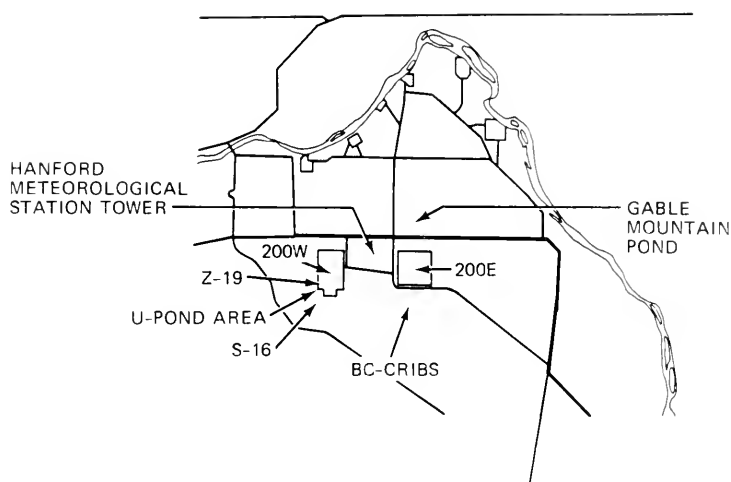 HANFORD
METEOROLOGICAL
STATION TOWER
GABLE
MOUNTAIN
POND
200W
200E
Z-19
U-POND AREA
S-16
BC-CRIBS